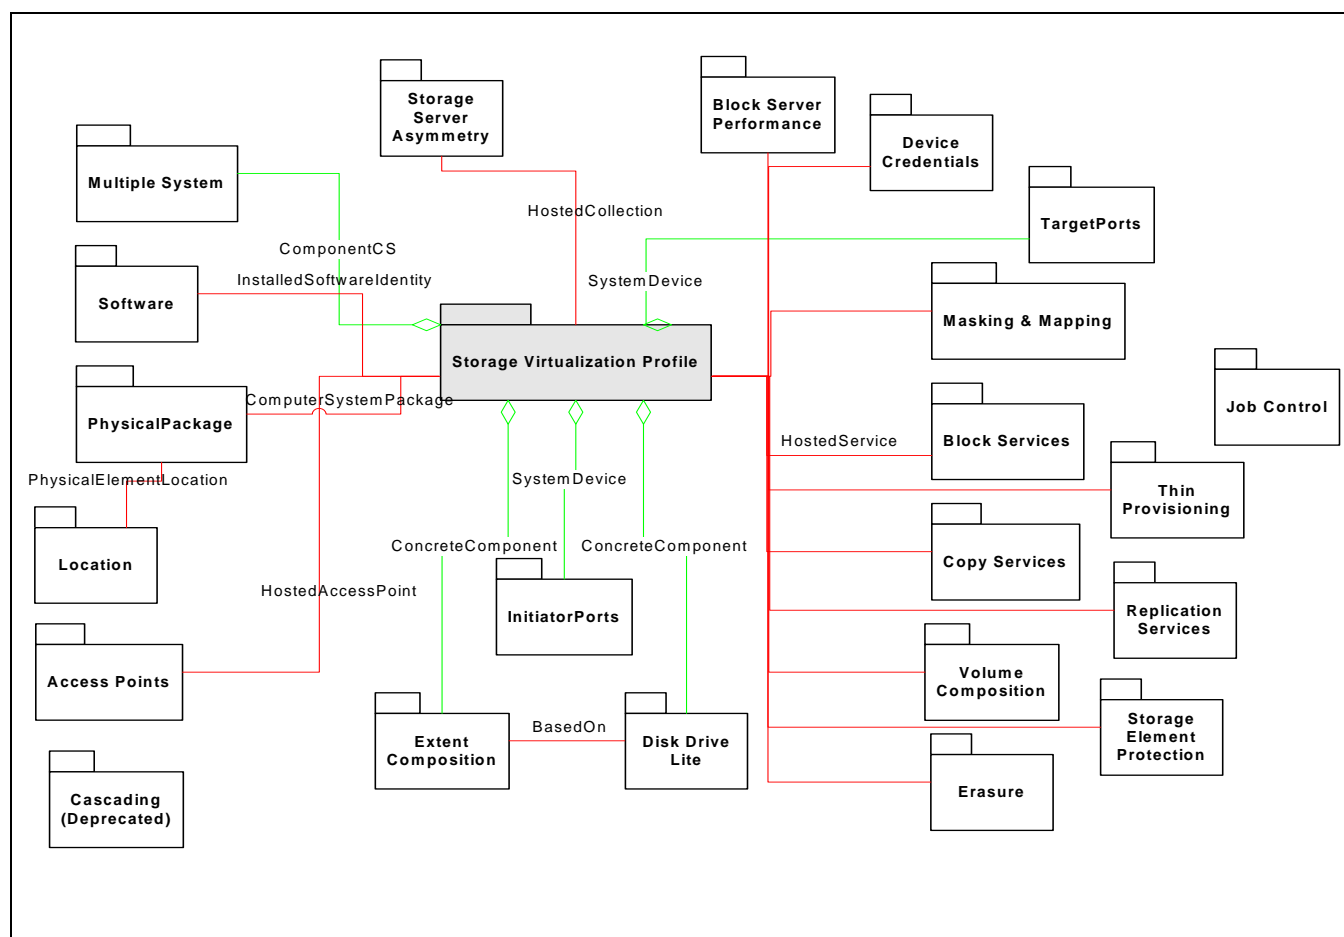 Storage
Server
Asymmetry
Block Server
Performance
Device
Credentials
Multiple System
TargetPorts
HostedCollection
ComponentCS
InstalledSoftwareIdentity
SystemDevice
Software
Masking & Mapping
Storage Virtualization Profile
ComputerSystemPackage
PhysicalPackage
Job Control
HostedService
Block Services
PhysicalElementLocation
SystemDevice
Thin
Provisioning
Location
ConcreteComponent
ConcreteComponent
Copy Services
HostedAccessPoint
InitiatorPorts
Replication
Services
Access Points
Volume
Composition
BasedOn
Extent
Composition
Disk Drive
Lite
Storage
Element
Protection
Erasure
Cascading
(Deprecated)